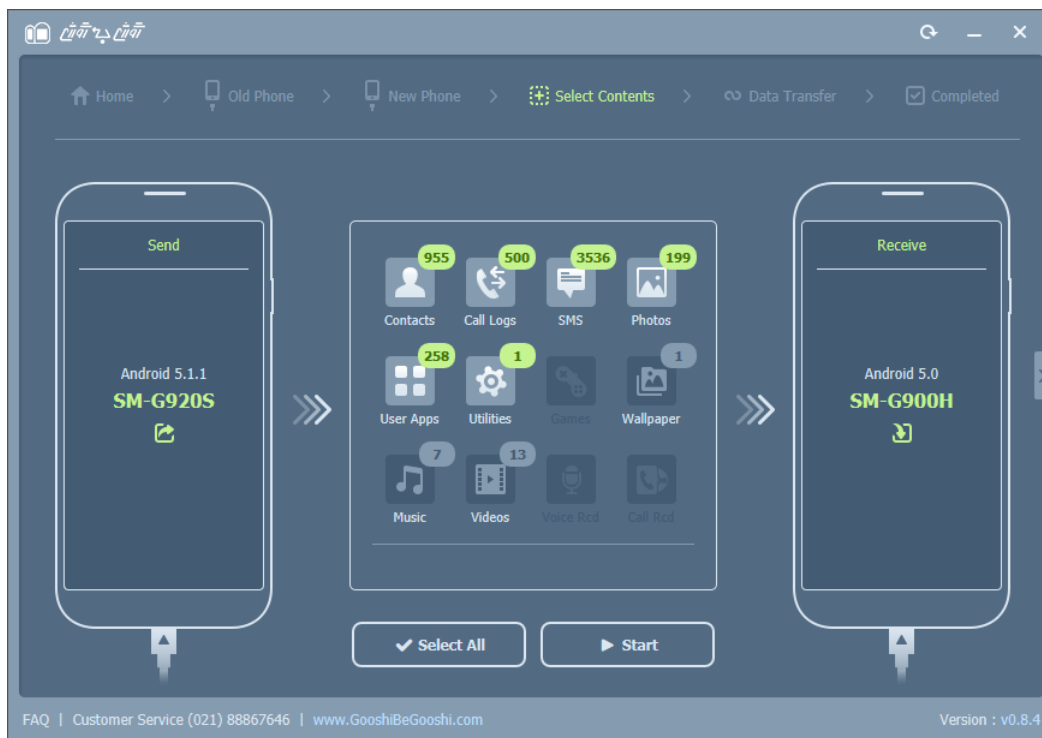 گوشی به گوشی
Home > Old Phone > New Phone > Select Contents > Data Transfer > Completed
Send
Receive
955 500 3536 199
Contacts Call Logs SMS Photos
258 1 1
User Apps Utilities Games Wallpaper
7 13
Music Videos Voice Rcd Call Rcd
Android 5.1.1
SM-G920S
Android 5.0
SM-G900H
Select All
Start
FAQ | Customer Service (021) 88867646 | www.GooshiBeGooshi.com
Version : v0.8.4